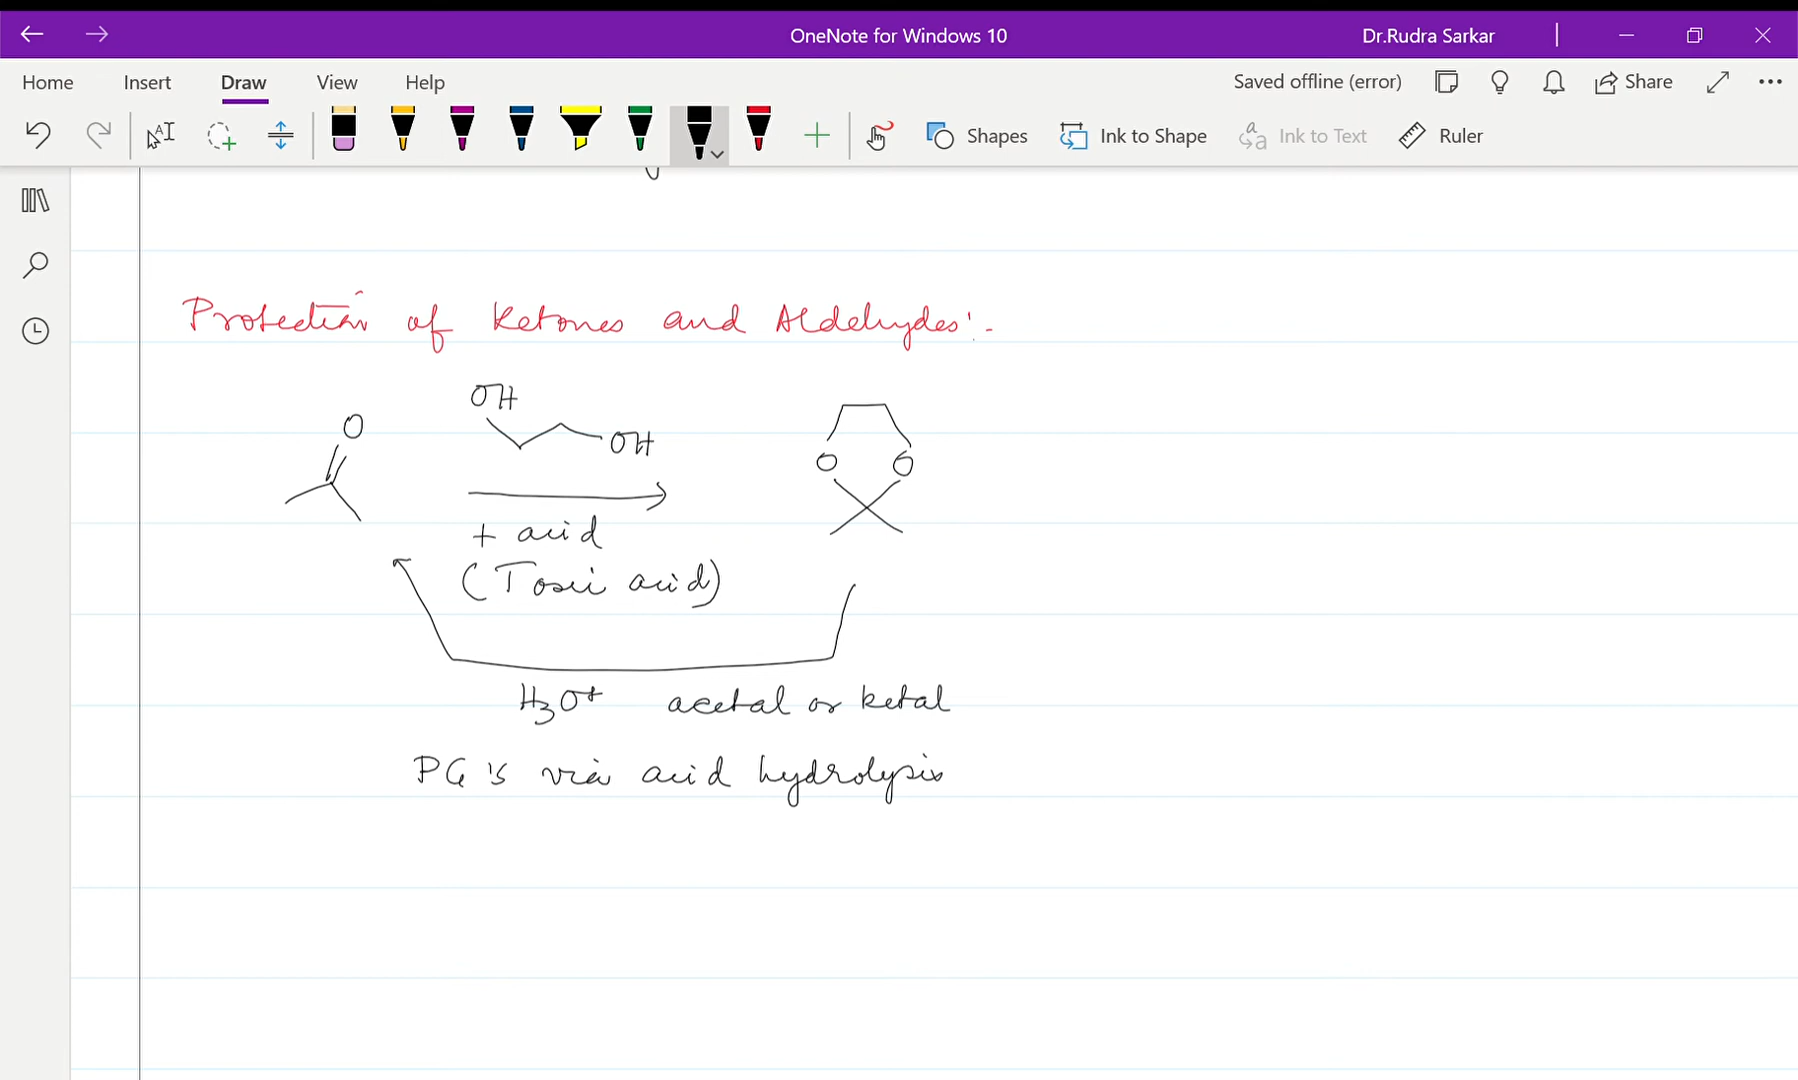 OneNote for Windows 10
Dr.Rudra Sarkar
Home Insert Draw View Help
Saved offline (error) Share
Shapes Ink to Shape Ink to Text Ruler
Protection of Ketones and Aldehydes:-
OH
O
OH
O O
+ acid
(Tosic acid)
H3O+ acetal or ketal
PG's via acid hydrolysis